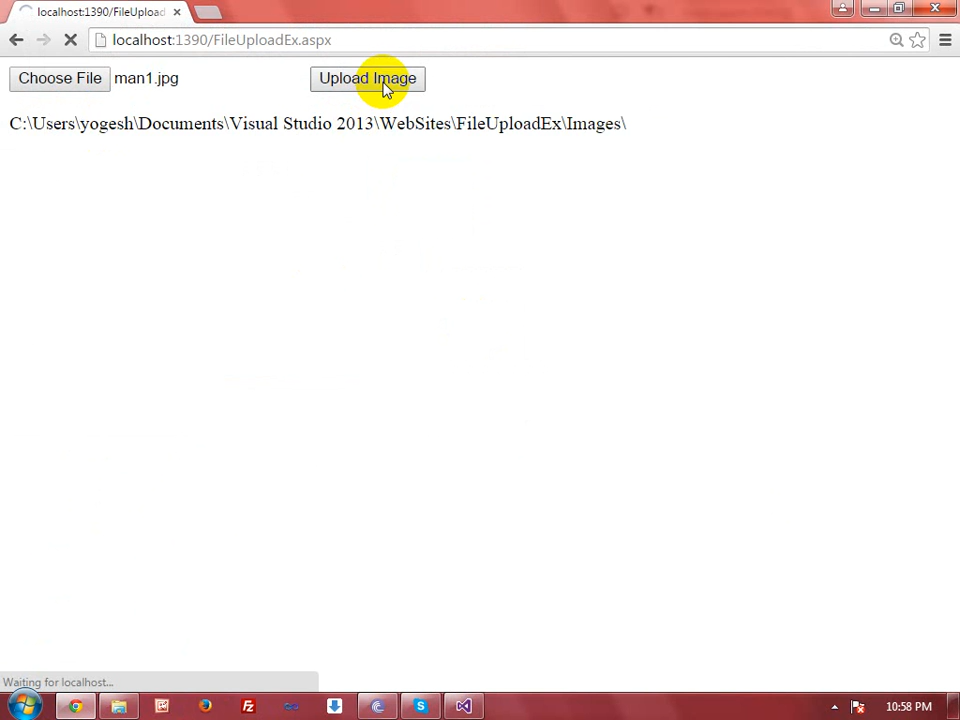 localhost:1390/FileUpload
localhost:1390/FileUploadEx.aspx
Choose File man1.jpg Upload Image
C:\Users\yogesh\Documents\Visual Studio 2013\WebSites\FileUploadEx\Images\
Waiting for localhost...
10:58 PM